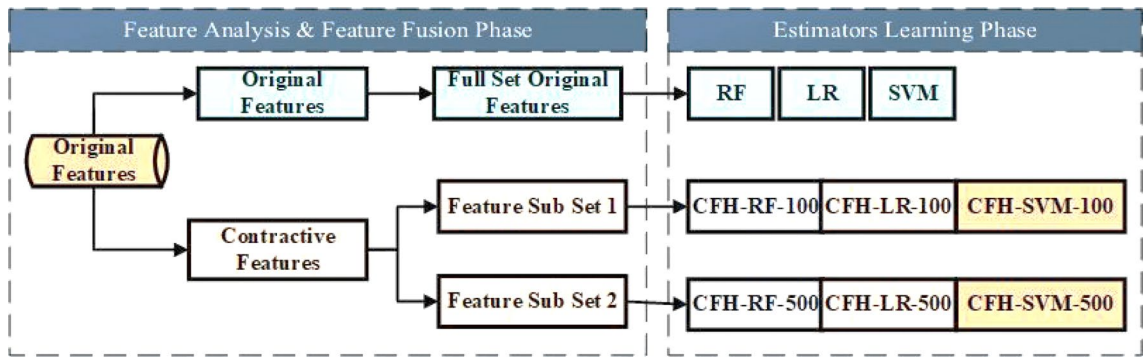 Feature Analysis & Feature Fusion Phase
Estimators Learning Phase
Original
Features
Original
Features
Full Set Original
Features
RF
LR
SVM
Contractive
Features
Feature Sub Set 1
CFH-RF-100
CFH-LR-100
CFH-SVM-100
Feature Sub Set 2
CFH-RF-500
CFH-LR-500
CFH-SVM-500